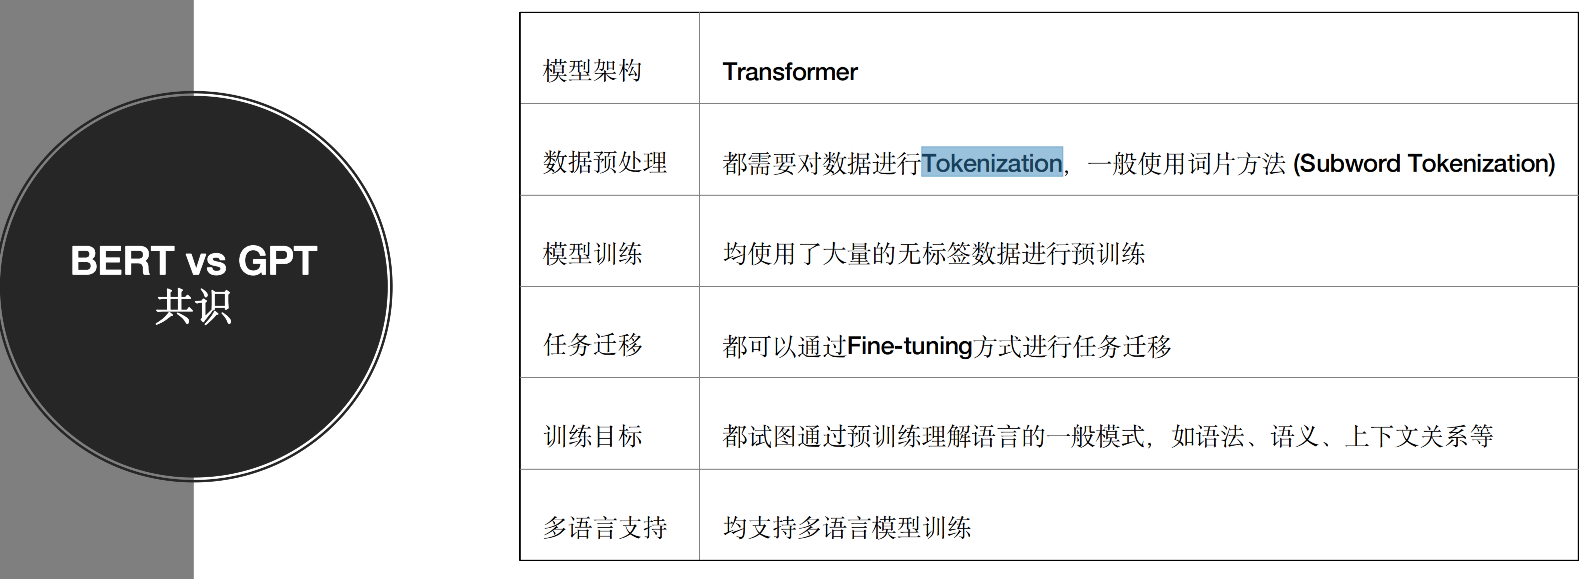 BERT vs GPT
共识
模型架构
Transformer
数据预处理
都需要对数据进行Tokenization，一般使用词片方法 (Subword Tokenization)
模型训练
均使用了大量的无标签数据进行预训练
任务迁移
都可以通过Fine-tuning方式进行任务迁移
训练目标
都试图通过预训练理解语言的一般模式，如语法、语义、上下文关系等
多语言支持
均支持多语言模型训练